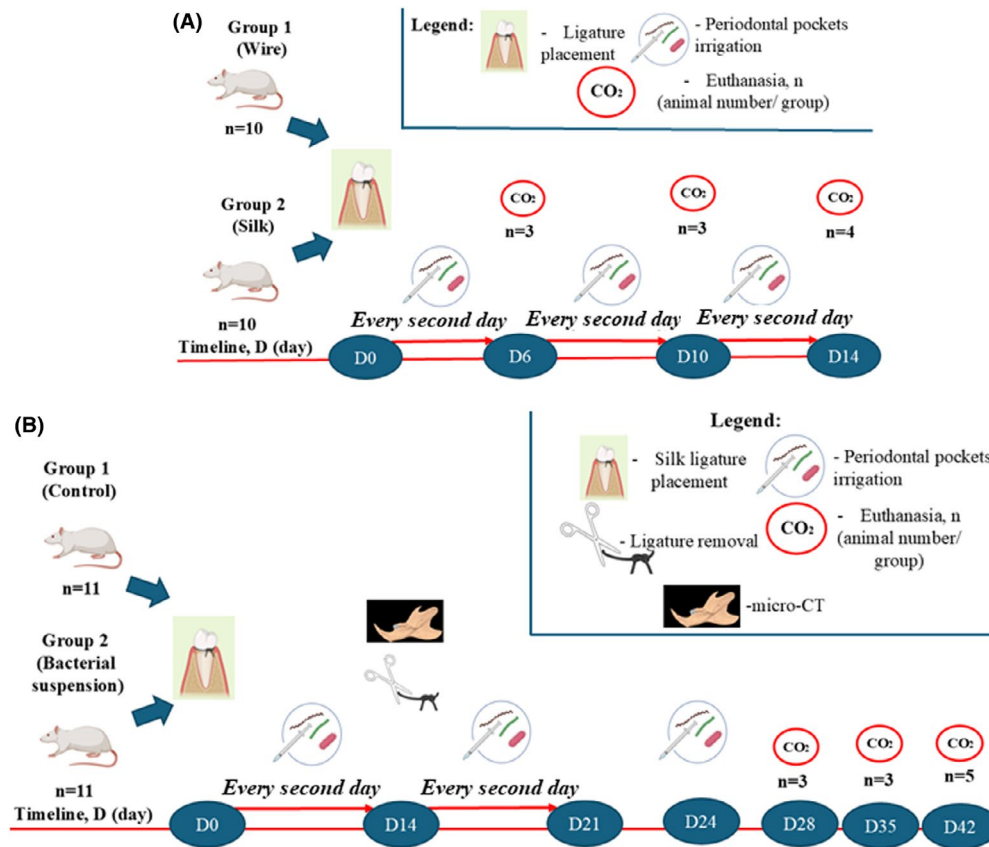 (A)
Group 1
(Wire)
n=10
Group 2
(Silk)
n=10
Legend:
- Ligature
placement
- Periodontal pockets
irrigation
CO₂
- Euthanasia, n
(animal number/ group)
CO₂
n=3
CO₂
n=3
CO₂
n=4
Every second day
Every second day
Every second day
Timeline, D (day)
D0
D6
D10
D14
(B)
Group 1
(Control)
n=11
Group 2
(Bacterial
suspension)
n=11
Legend:
- Silk ligature
placement
- Periodontal pockets
irrigation
- Ligature removal
CO₂
- Euthanasia, n
(animal number/
group)
-micro-CT
CO₂
n=3
CO₂
n=3
CO₂
n=5
Every second day
Every second day
Timeline, D (day)
D0
D14
D21
D24
D28
D35
D42